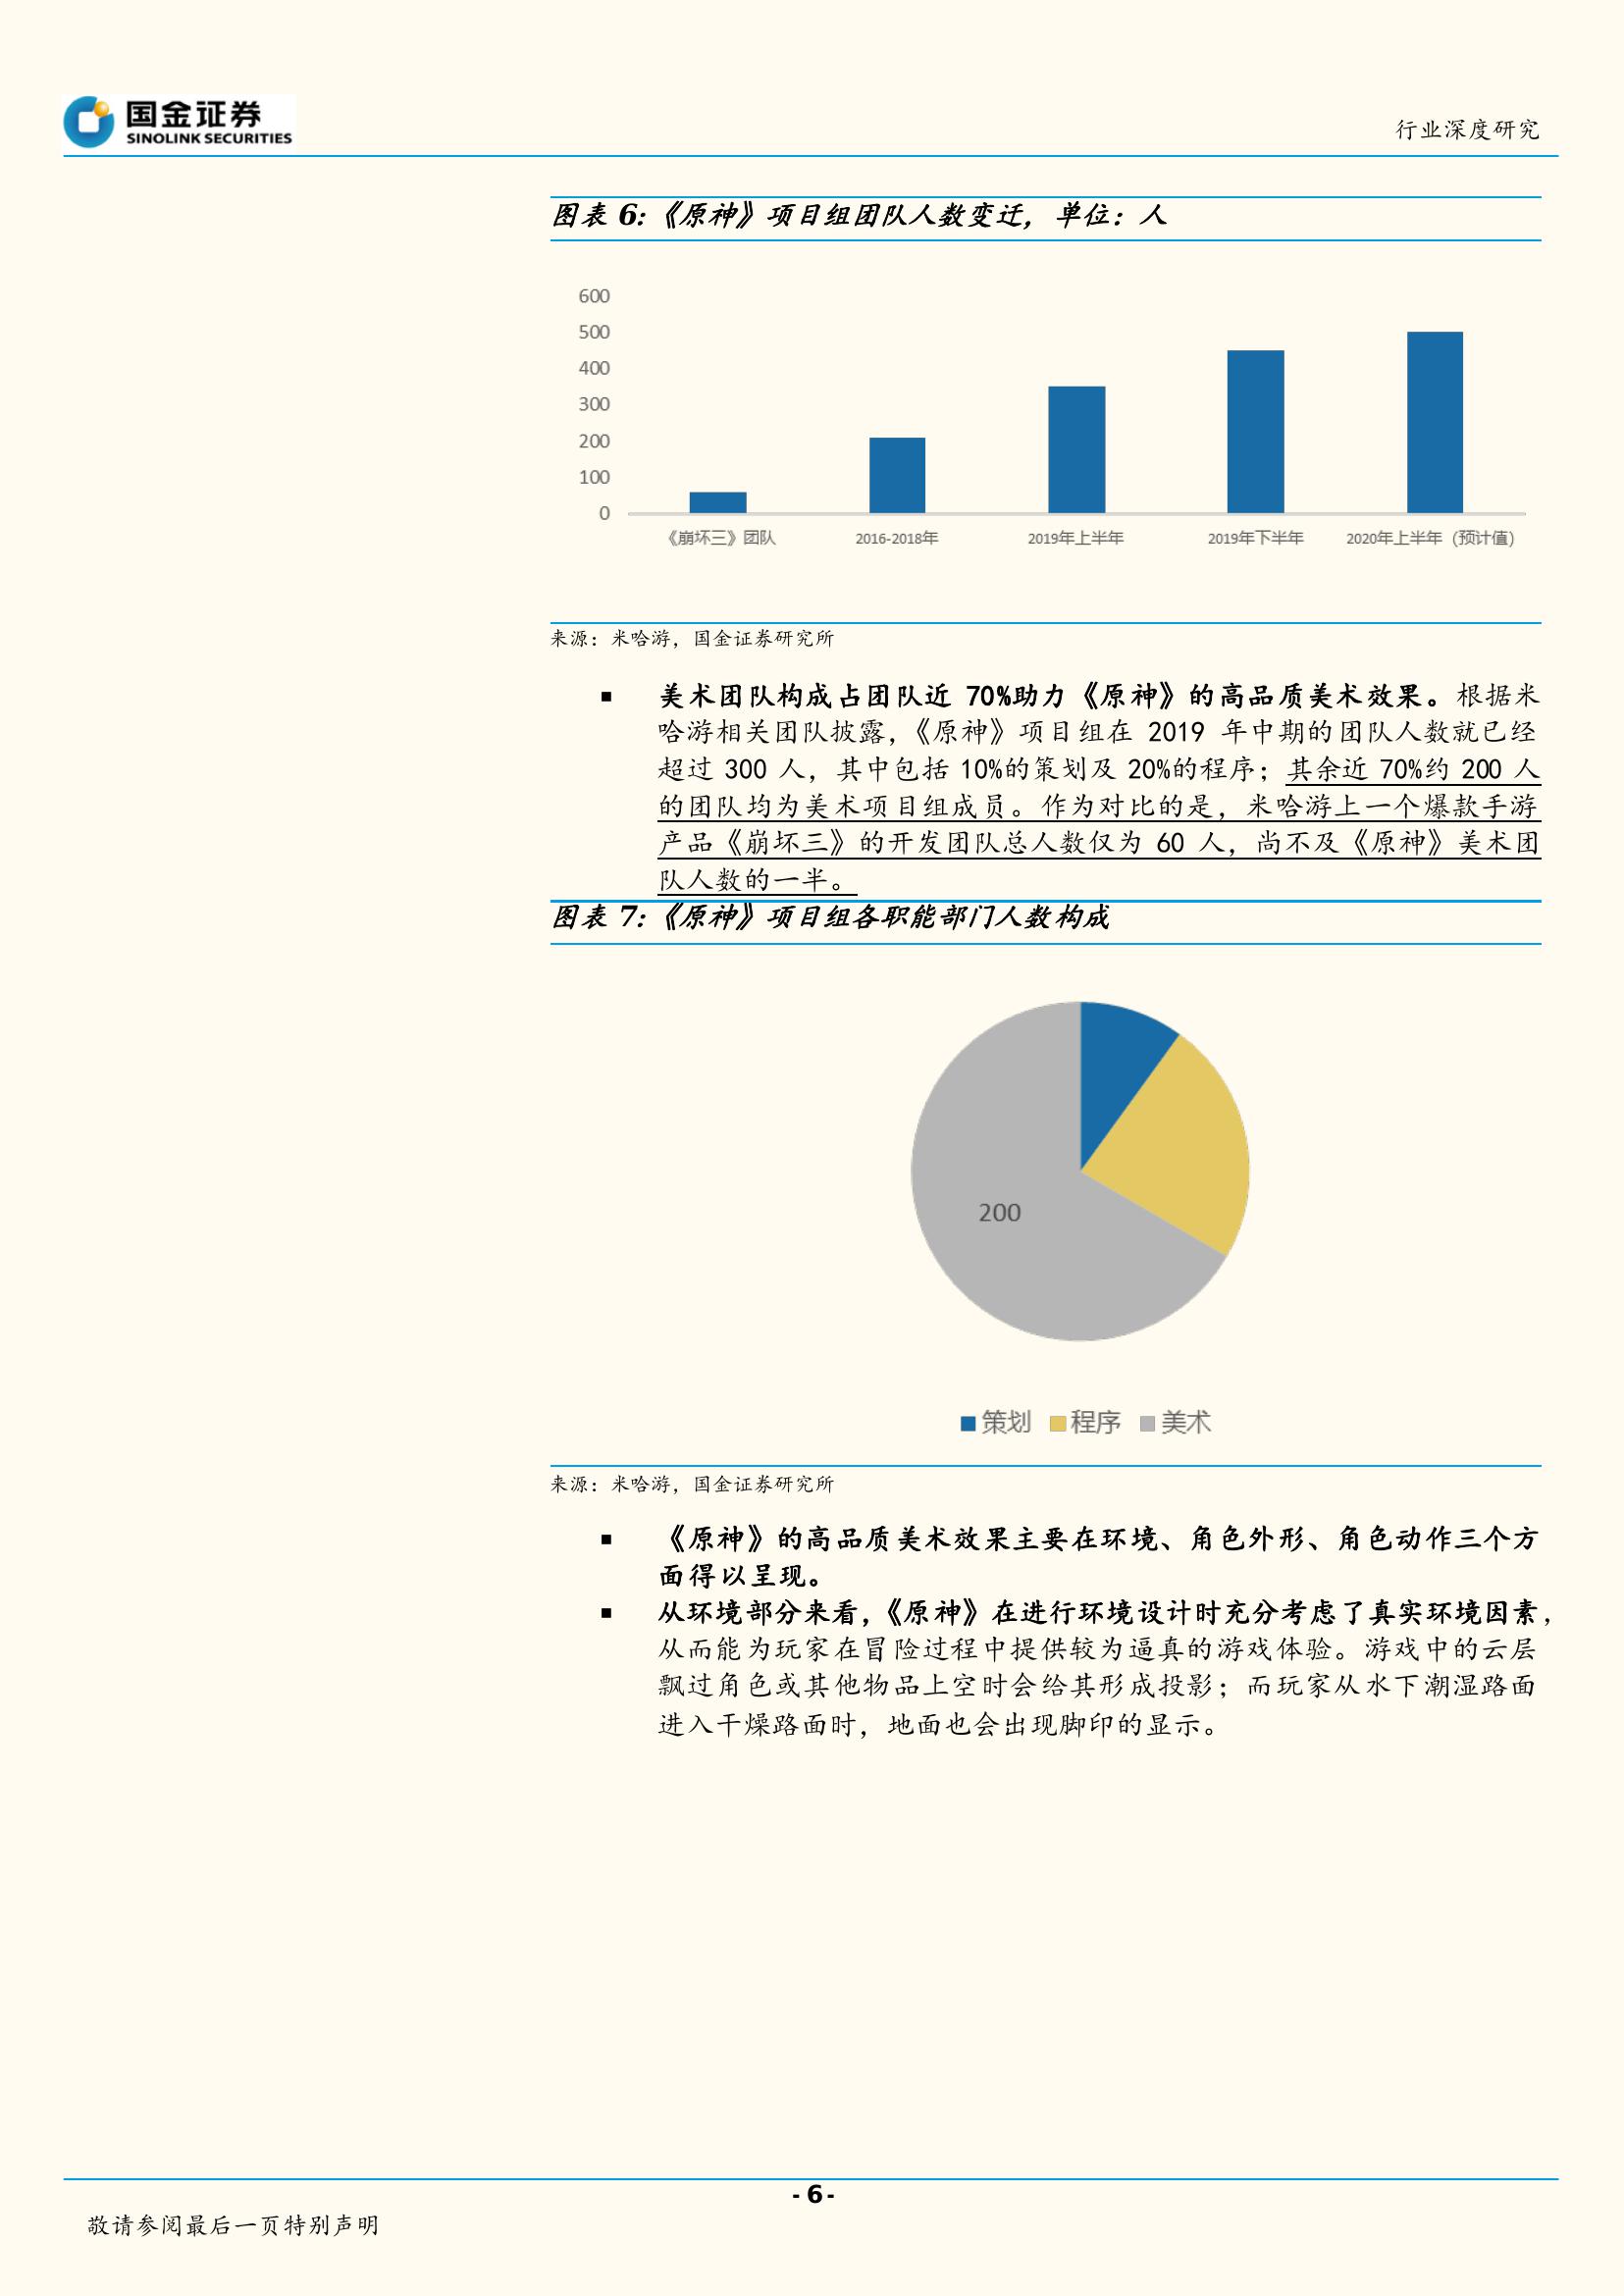 国金证券
SINOLINK SECURITIES
行业深度研究
图表 6:《原神》项目组团队人数变迁，单位：人
600
500
400
300
200
100
0
《崩坏三》团队
2016-2018年
2019年上半年
2019年下半年
2020年上半年（预计值）
来源：米哈游，国金证券研究所
■ 美术团队构成占团队近 70%助力《原神》的高品质美术效果。根据米
哈游相关团队披露，《原神》项目组在 2019 年中期的团队人数就已经
超过 300 人，其中包括 10%的策划及 20%的程序；其余近 70%约 200 人
的团队均为美术项目组成员。作为对比的是，米哈游上一个爆款手游
产品《崩坏三》的开发团队总人数仅为 60 人，尚不及《原神》美术团
队人数的一半。
图表 7:《原神》项目组各职能部门人数构成
200
策划 程序 美术
来源：米哈游，国金证券研究所
■ 《原神》的高品质美术效果主要在环境、角色外形、角色动作三个方
面得以呈现。
■ 从环境部分来看，《原神》在进行环境设计时充分考虑了真实环境因素，
从而能为玩家在冒险过程中提供较为逼真的游戏体验。游戏中的云层
飘过角色或其他物品上空时会给其形成投影；而玩家从水下潮湿路面
进入干燥路面时，地面也会出现脚印的显示。
- 6 -
敬请参阅最后一页特别声明